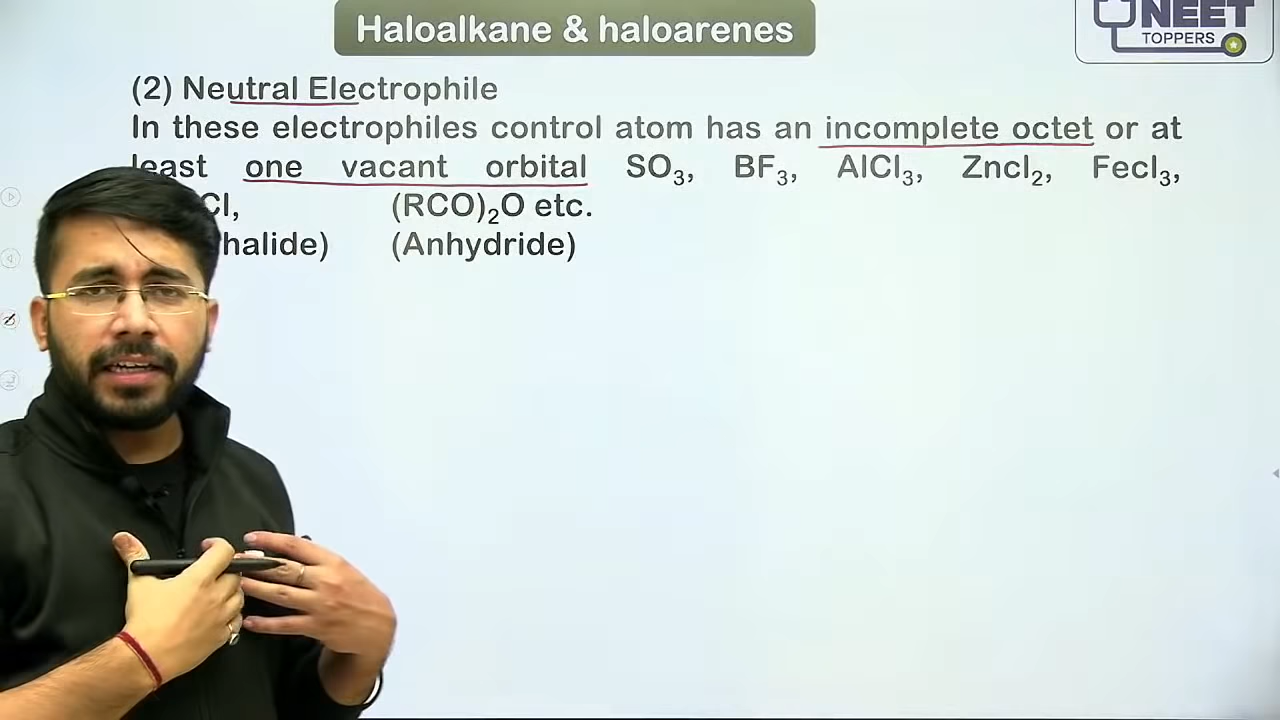 Haloalkane & haloarenes
NEET
TOPPERS
(2) Neutral Electrophile
In these electrophiles control atom has an incomplete octet or at
least one vacant orbital SO₃, BF₃, AlCl₃, Zncl₂, Fecl₃,
Cl, (RCO)₂O etc.
halide) (Anhydride)